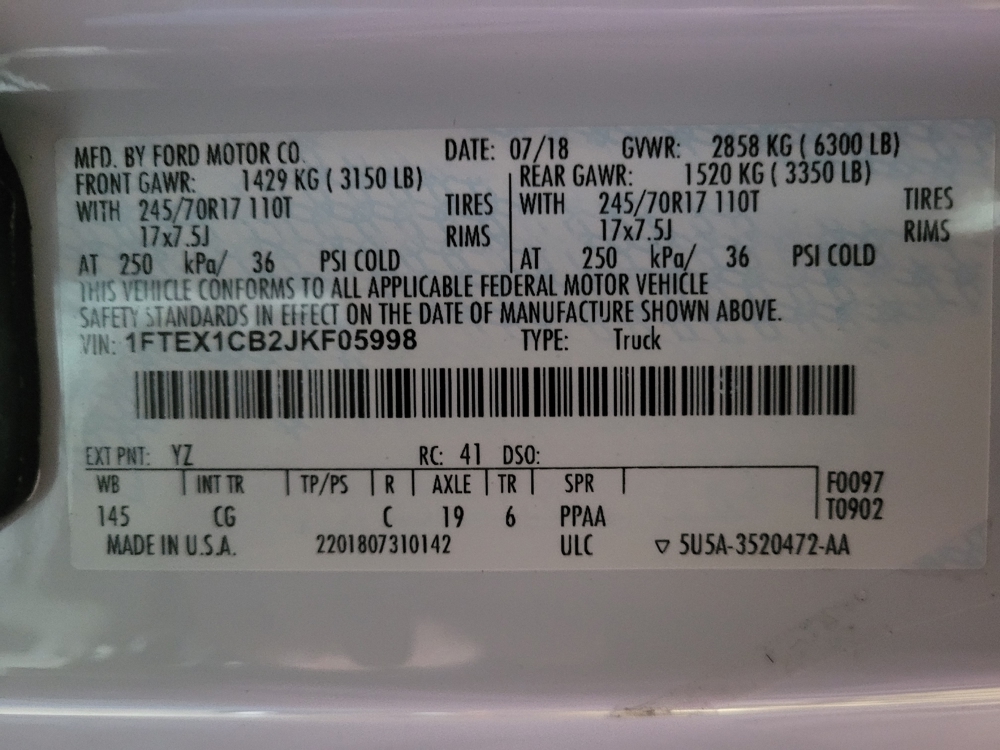 MFD. BY FORD MOTOR CO. DATE: 07/18 GVWR: 2858 KG ( 6300 LB)
FRONT GAWR: 1429 KG ( 3150 LB) REAR GAWR: 1520 KG ( 3350 LB)
WITH 245/70R17 110T TIRES WITH 245/70R17 110T TIRES
17x7.5J RIMS 17x7.5J RIMS
AT 250 kPa/ 36 PSI COLD AT 250 kPa/ 36 PSI COLD
THIS VEHICLE CONFORMS TO ALL APPLICABLE FEDERAL MOTOR VEHICLE
SAFETY STANDARDS IN EFFECT ON THE DATE OF MANUFACTURE SHOWN ABOVE.
VIN: 1FTEX1CB2JKF05998 TYPE: Truck
EXT PNT: YZ RC: 41 DSO:
WB INT TR TP/PS R AXLE TR SPR F0097
145 CG C 19 6 PPAA T0902
MADE IN U.S.A. 2201807310142 ULC ▽ 5U5A-3520472-AA